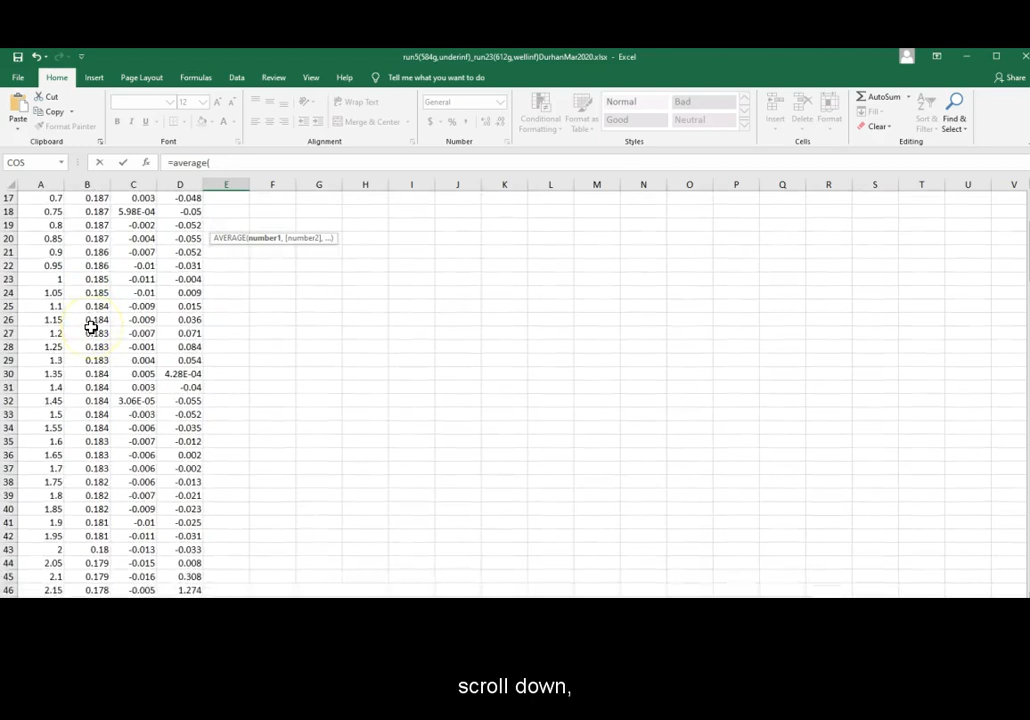 run5(584g,underinf)_run23(612g,wellinf)DurhanMar2020.xlsx - Excel
File Home Insert Page Layout Formulas Data Review View Help Tell me what you want to do Share
Cut
Copy
Format Painter
Paste
12
Wrap Text
Merge & Center
General
Conditional Formatting
Format as Table
Normal Bad
Good Neutral
Insert Delete Format
AutoSum
Fill
Clear
Find & Select
Clipboard Font Alignment Number Styles Cells Editing
COS =average(
A B C D E F G H I J K L M N O P Q R S T U V
17 0.7 0.187 0.003 -0.048
18 0.75 0.187 5.98E-04 -0.05
19 0.8 0.187 -0.002 -0.052
20 0.85 0.187 -0.004 -0.055
AVERAGE(number1, [number2], ...)
21 0.9 0.186 -0.007 -0.052
22 0.95 0.186 -0.01 -0.031
23 1 0.185 -0.011 -0.004
24 1.05 0.185 -0.01 0.009
25 1.1 0.184 -0.009 0.015
26 1.15 0.184 -0.009 0.036
27 1.2 0.183 -0.007 0.071
28 1.25 0.183 -0.001 0.084
29 1.3 0.183 0.004 0.054
30 1.35 0.184 0.005 4.28E-04
31 1.4 0.184 0.003 -0.04
32 1.45 0.184 3.06E-05 -0.055
33 1.5 0.184 -0.003 -0.052
34 1.55 0.184 -0.006 -0.035
35 1.6 0.183 -0.007 -0.012
36 1.65 0.183 -0.006 0.002
37 1.7 0.183 -0.006 -0.002
38 1.75 0.182 -0.006 -0.013
39 1.8 0.182 -0.007 -0.021
40 1.85 0.182 -0.009 -0.023
41 1.9 0.181 -0.01 -0.025
42 1.95 0.181 -0.011 -0.031
43 2 0.18 -0.013 -0.033
44 2.05 0.179 -0.015 0.008
45 2.1 0.179 -0.016 0.308
46 2.15 0.178 -0.005 1.274
scroll down,